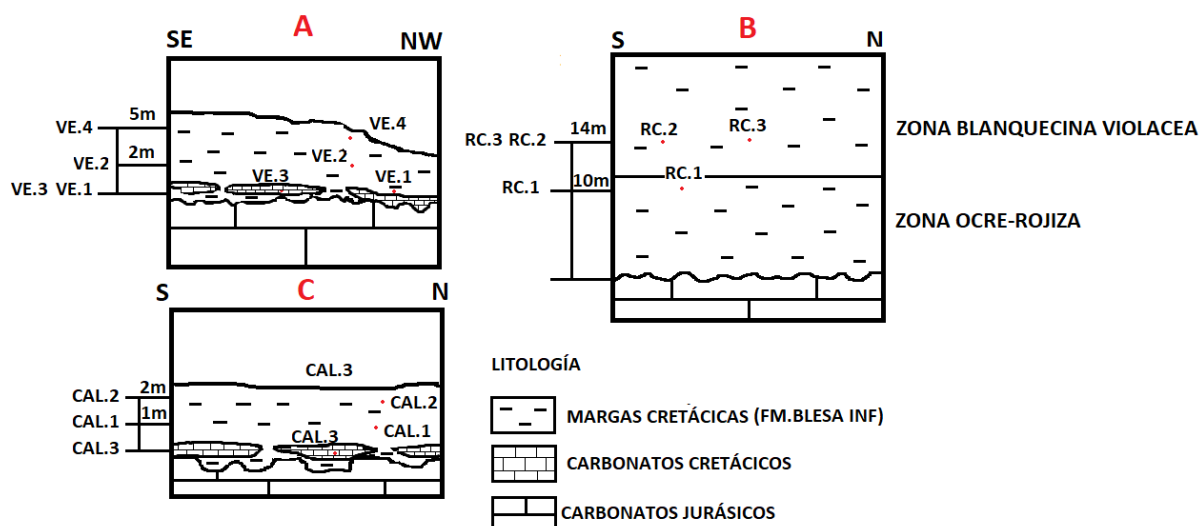 A
SE NW
VE.4 5m
VE.4
VE.2 2m
VE.2
VE.3 VE.1
VE.3
VE.1
B
S N
RC.3 RC.2 14m
RC.2
RC.3
RC.1 10m
RC.1
ZONA BLANQUECINA VIOLACEA
ZONA OCRE-ROJIZA
C
S N
CAL.3
CAL.2 2m
CAL.2
CAL.1 1m
CAL.1
CAL.3
CAL.3
LITOLOGÍA
MARGAS CRETÁCICAS (FM.BLESA INF)
CARBONATOS CRETÁCICOS
CARBONATOS JURÁSICOS